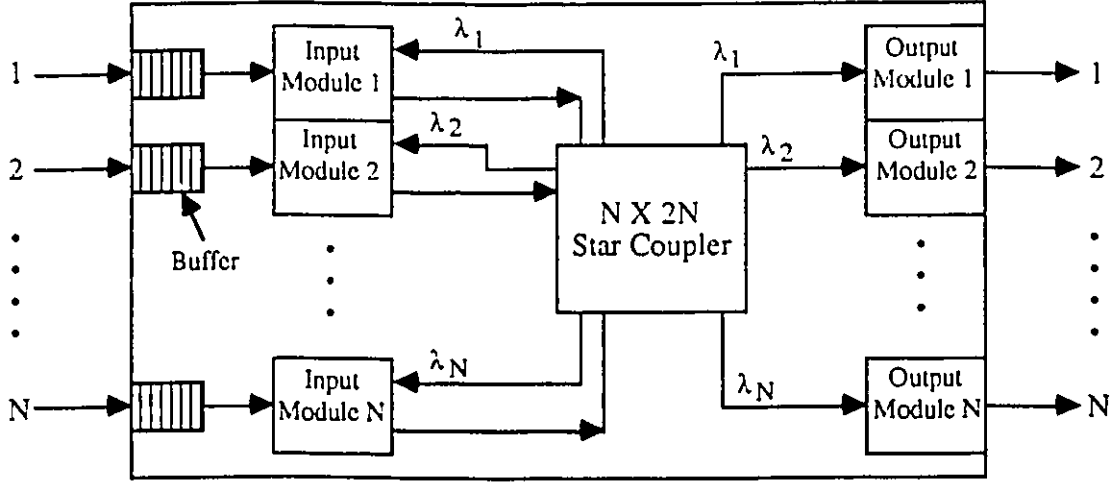 1
2
N
Buffer
Input
Module 1
Input
Module 2
Input
Module N
λ1
λ2
λN
N X 2N
Star Coupler
λ1
λ2
λN
Output
Module 1
Output
Module 2
Output
Module N
1
2
N